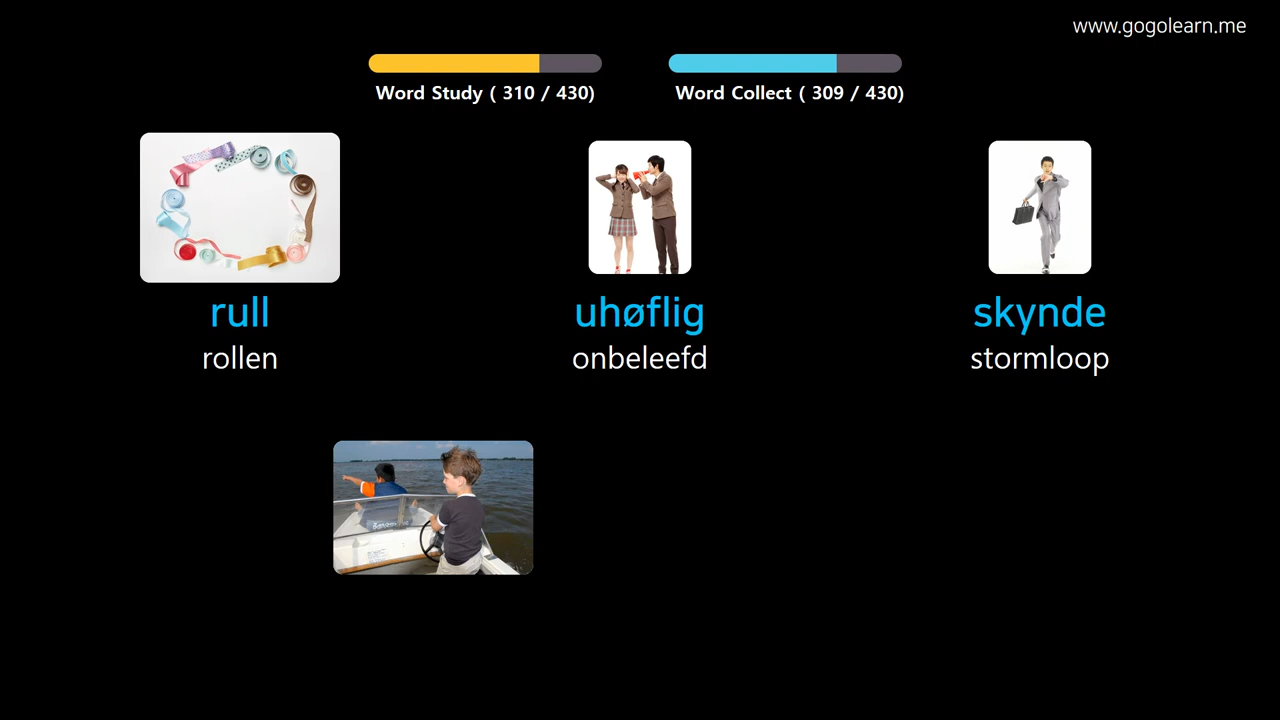 www.gogolearn.me
Word Study ( 310 / 430)
Word Collect ( 309 / 430)
rull
uhøflig
skynde
rollen
onbeleefd
stormloop